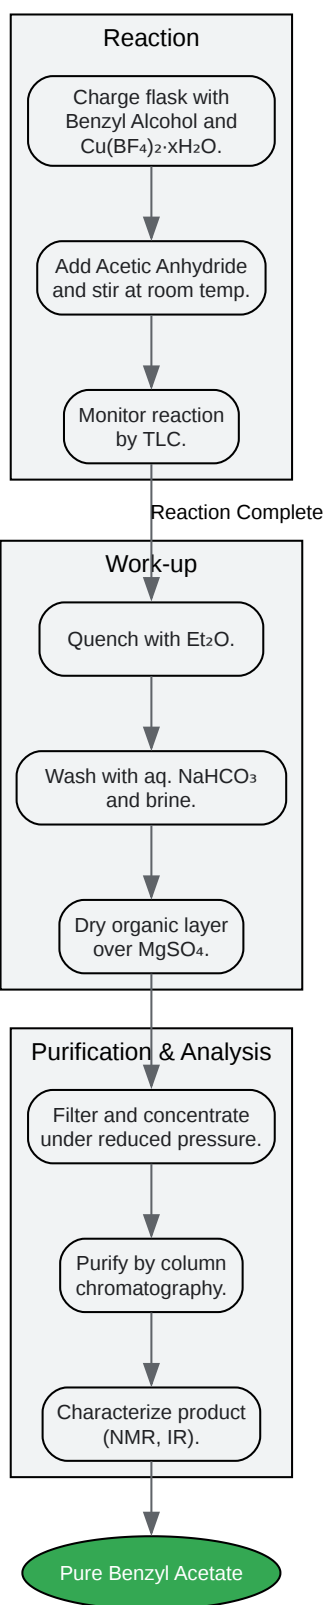 Reaction
Charge flask with
Benzyl Alcohol and
Cu(BF₄)₂·xH₂O.
Add Acetic Anhydride
and stir at room temp.
Monitor reaction
by TLC.
Reaction Complete
Work-up
Quench with Et₂O.
Wash with aq. NaHCO₃
and brine.
Dry organic layer
over MgSO₄.
Purification & Analysis
Filter and concentrate
under reduced pressure.
Purify by column
chromatography.
Characterize product
(NMR, IR).
Pure Benzyl Acetate